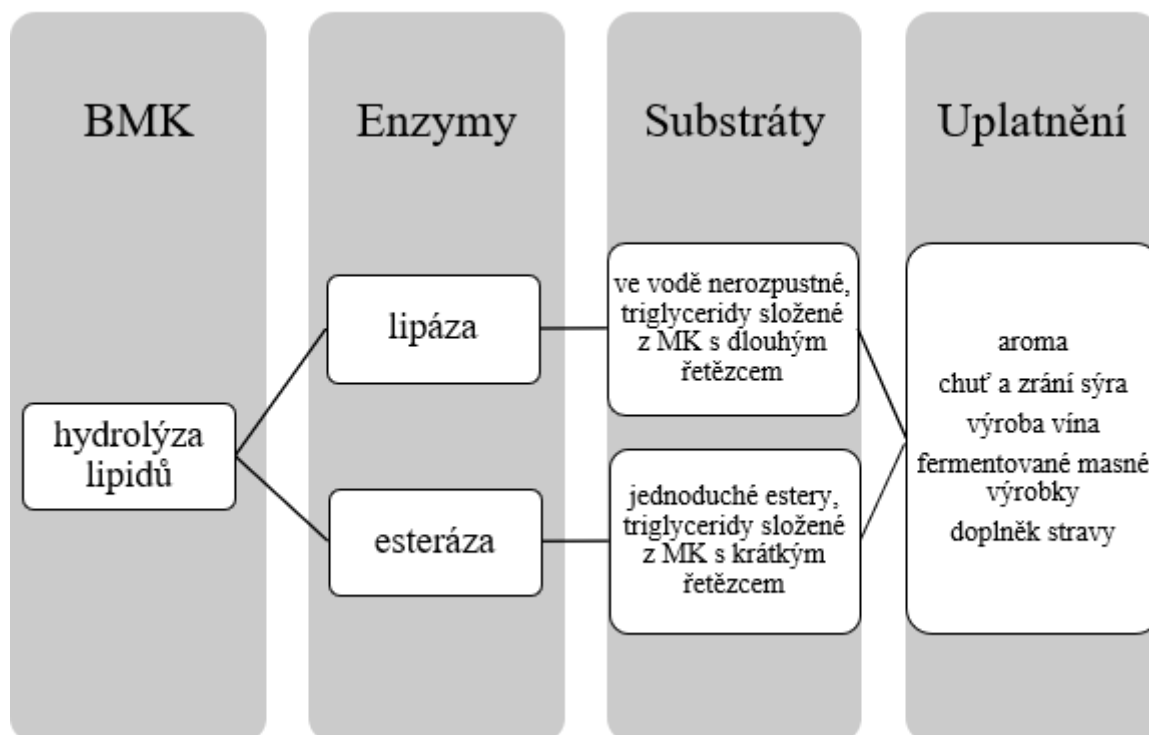 BMK
Enzymy
Substráty
Uplatnění
hydrolýza
lipidů
lipáza
esteráza
ve vodě nerozpustné,
triglyceridy složené
z MK s dlouhým
řetězcem
jednoduché estery,
triglyceridy složené
z MK s krátkým
řetězcem
aroma
chuť a zrání sýra
výroba vína
fermentované masné
výrobky
doplněk stravy